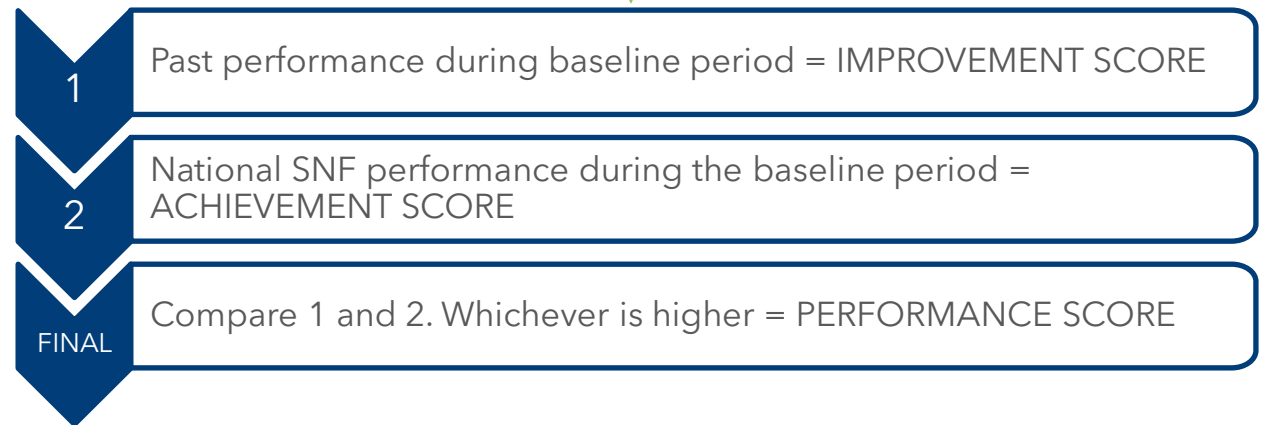 1
Past performance during baseline period = IMPROVEMENT SCORE
2
National SNF performance during the baseline period =
ACHIEVEMENT SCORE
FINAL
Compare 1 and 2. Whichever is higher = PERFORMANCE SCORE